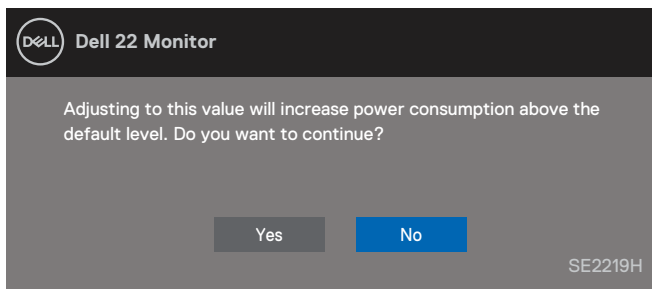 DELL Dell 22 Monitor
Adjusting to this value will increase power consumption above the
default level. Do you want to continue?
Yes No
SE2219H